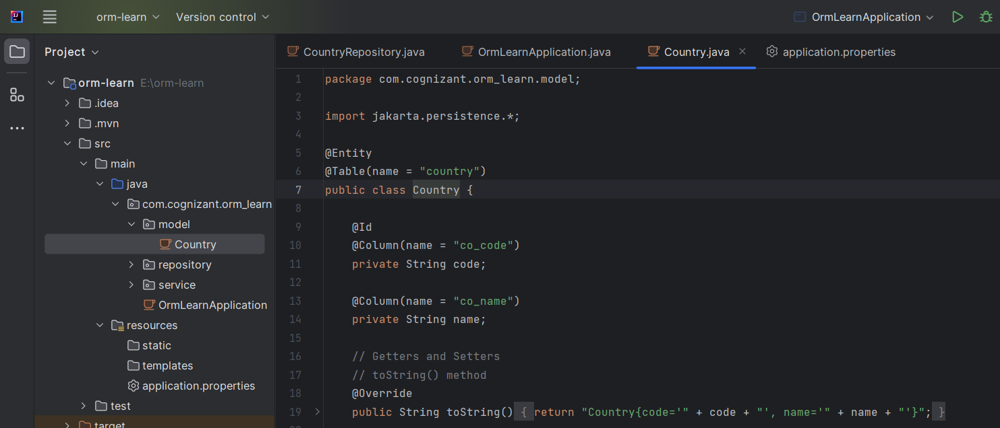 orm-learn Version control OrmLearnApplication
Project
CountryRepository.java OrmLearnApplication.java Country.java application.properties
orm-learn E:\orm-learn
.idea
.mvn
src
main
java
com.cognizant.orm_learn
model
Country
repository
service
OrmLearnApplication
resources
static
templates
application.properties
test
target
1 package com.cognizant.orm_learn.model;
2
3 import jakarta.persistence.*;
4
5 @Entity
6 @Table(name = "country")
7 public class Country {
8
9 @Id
10 @Column(name = "co_code")
11 private String code;
12
13 @Column(name = "co_name")
14 private String name;
15
16 // Getters and Setters
17 // toString() method
18 @Override
19 public String toString() { return "Country{code='" + code + "', name='" + name + "'}"; }